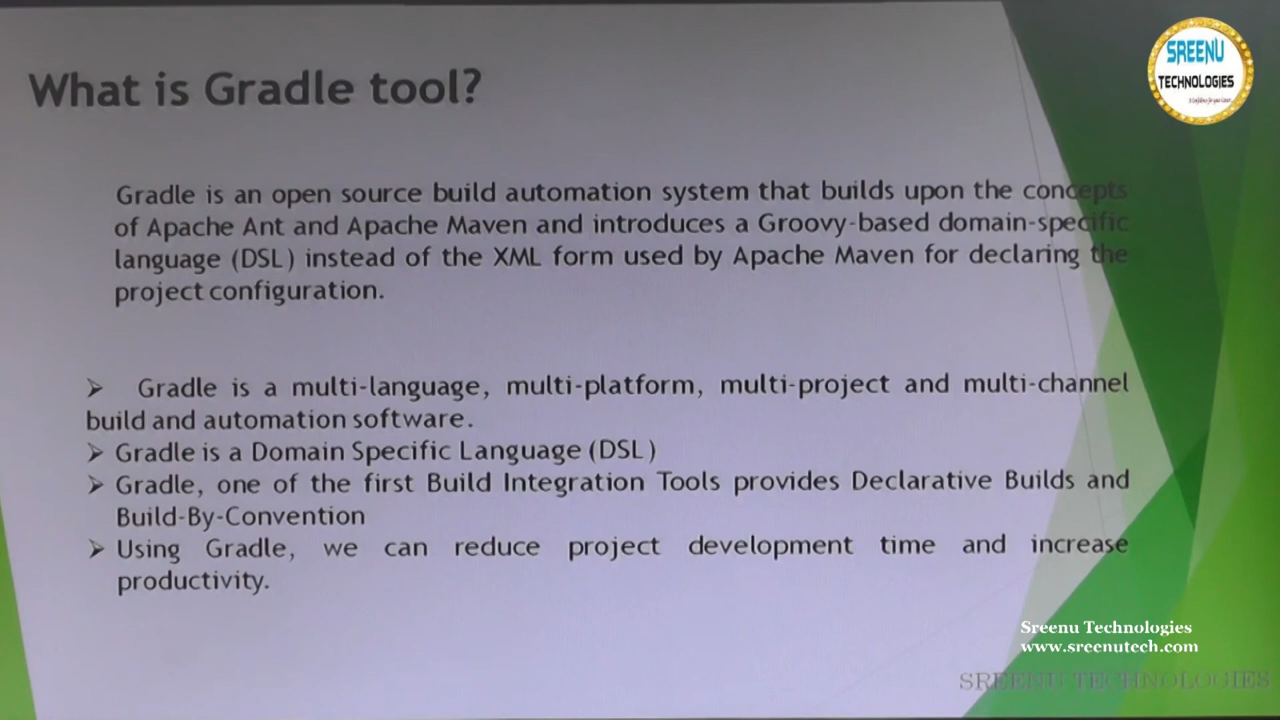 What is Gradle tool?
SREENU
TECHNOLOGIES
Gradle is an open source build automation system that builds upon the concepts
of Apache Ant and Apache Maven and introduces a Groovy-based domain-specific
language (DSL) instead of the XML form used by Apache Maven for declaring the
project configuration.
➢ Gradle is a multi-language, multi-platform, multi-project and multi-channel
build and automation software.
➢ Gradle is a Domain Specific Language (DSL)
➢ Gradle, one of the first Build Integration Tools provides Declarative Builds and
Build-By-Convention
➢ Using Gradle, we can reduce project development time and increase
productivity.
Sreenu Technologies
www.sreenutech.com
SREENU TECHNOLOGIES